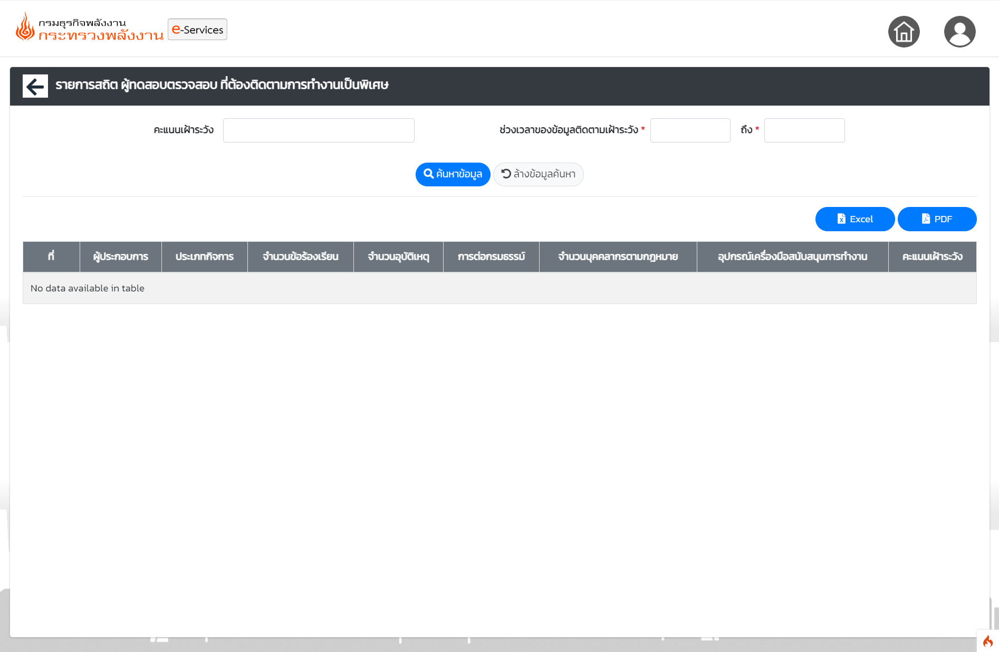 กรมธุรกิจพลังงาน
กระทรวงพลังงาน
e-Services
รายการสถิต ผู้ทดสอบตรวจสอบ ที่ต้องติดตามการทำงานเป็นพิเศษ
คะแนนเฝ้าระวัง
ช่วงเวลาของข้อมูลติดตามเฝ้าระวัง * ถึง *
ค้นหาข้อมูล ล้างข้อมูลค้นหา
Excel PDF
ที่ ผู้ประกอบการ ประเภทกิจการ จำนวนข้อร้องเรียน จำนวนอุบัติเหตุ การต่อกรมธรรม์ จำนวนบุคคลากรตามกฎหมาย อุปกรณ์เครื่องมือสนับสนุนการทำงาน คะแนนเฝ้าระวัง
No data available in table